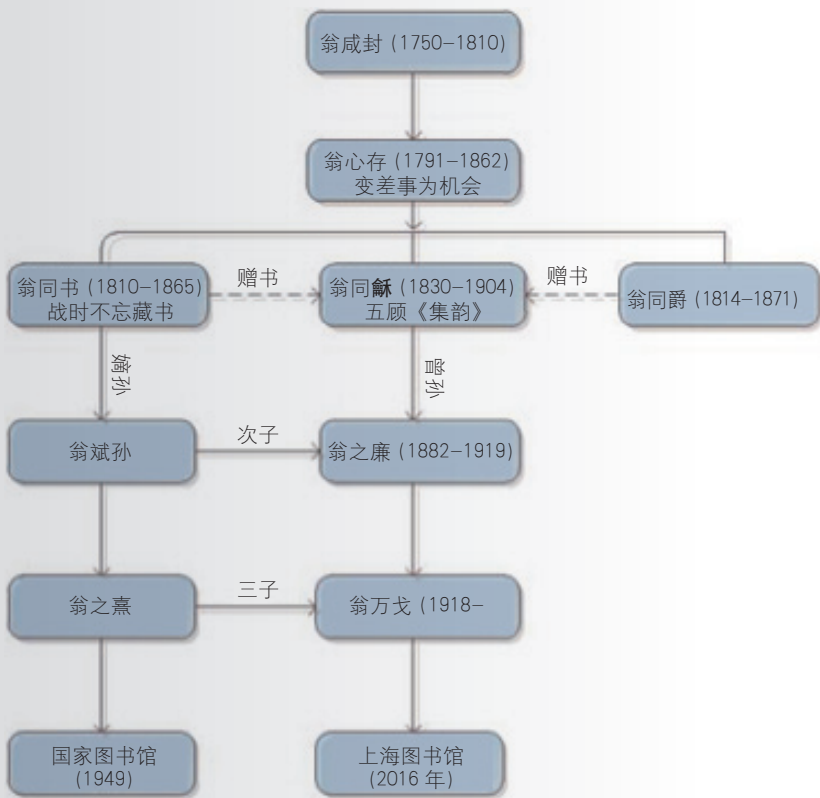 翁咸封 (1750-1810)
翁心存 (1791-1862)
变差事为机会
翁同书 (1810-1865)
战时不忘藏书
赠书
翁同龢 (1830-1904)
五顾《集韵》
赠书
翁同爵 (1814-1871)
嫡孙
曾孙
翁斌孙
次子
翁之廉 (1882-1919)
翁之熹
三子
翁万戈 (1918-
国家图书馆
(1949)
上海图书馆
(2016 年)